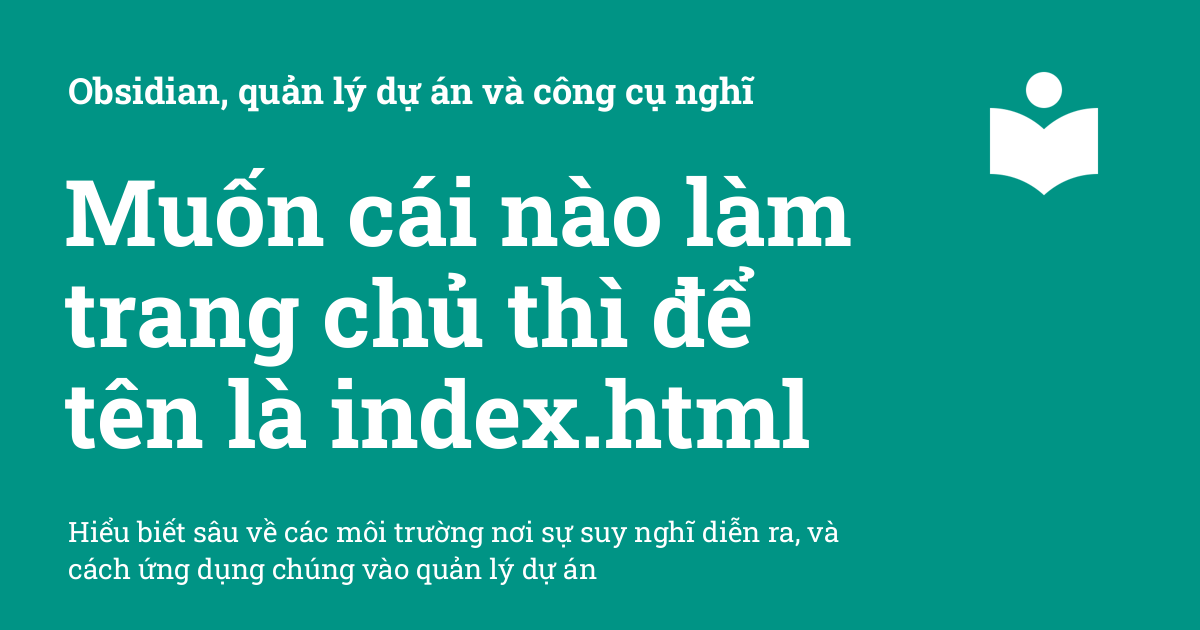 Obsidian, quản lý dự án và công cụ nghĩ
Muốn cái nào làm
trang chủ thì để
tên là index.html
Hiểu biết sâu về các môi trường nơi sự suy nghĩ diễn ra, và
cách ứng dụng chúng vào quản lý dự án